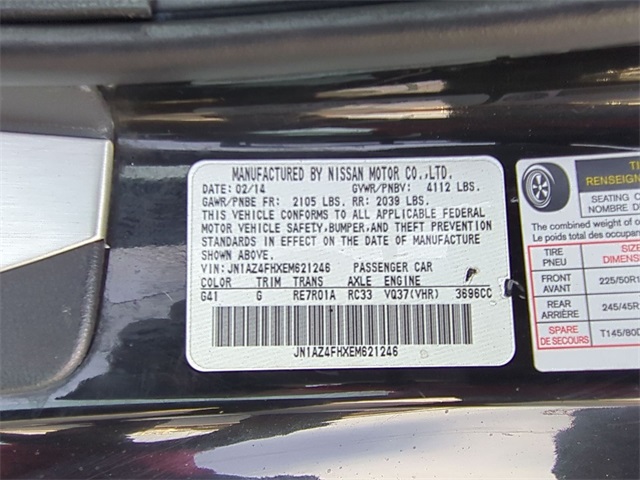 MANUFACTURED BY NISSAN MOTOR CO.,LTD.
DATE: 02/14 GVWR/PNBV: 4112 LBS.
GAWR/PNBE FR: 2105 LBS. RR: 2039 LBS.
THIS VEHICLE CONFORMS TO ALL APPLICABLE FEDERAL
MOTOR VEHICLE SAFETY,BUMPER,AND THEFT PREVENTION
STANDARDS IN EFFECT ON THE DATE OF MANUFACTURE
SHOWN ABOVE.
VIN: JN1AZ4FHXEM621246 PASSENGER CAR
COLOR TRIM TRANS AXLE ENGINE
G41 G RE7R01A RC33 VQ37(VHR) 3696CC
JN1AZ4FHXEM621246
RENSEIGNEM
SEATING C
NOMBRE D
The combined weight of o
Le poids total des occupa
TIRE SIZE
PNEU DIMENS
FRONT 225/50R1
AVANT
REAR 245/45R
ARRIÈRE
SPARE T145/80D
DE SECOURS